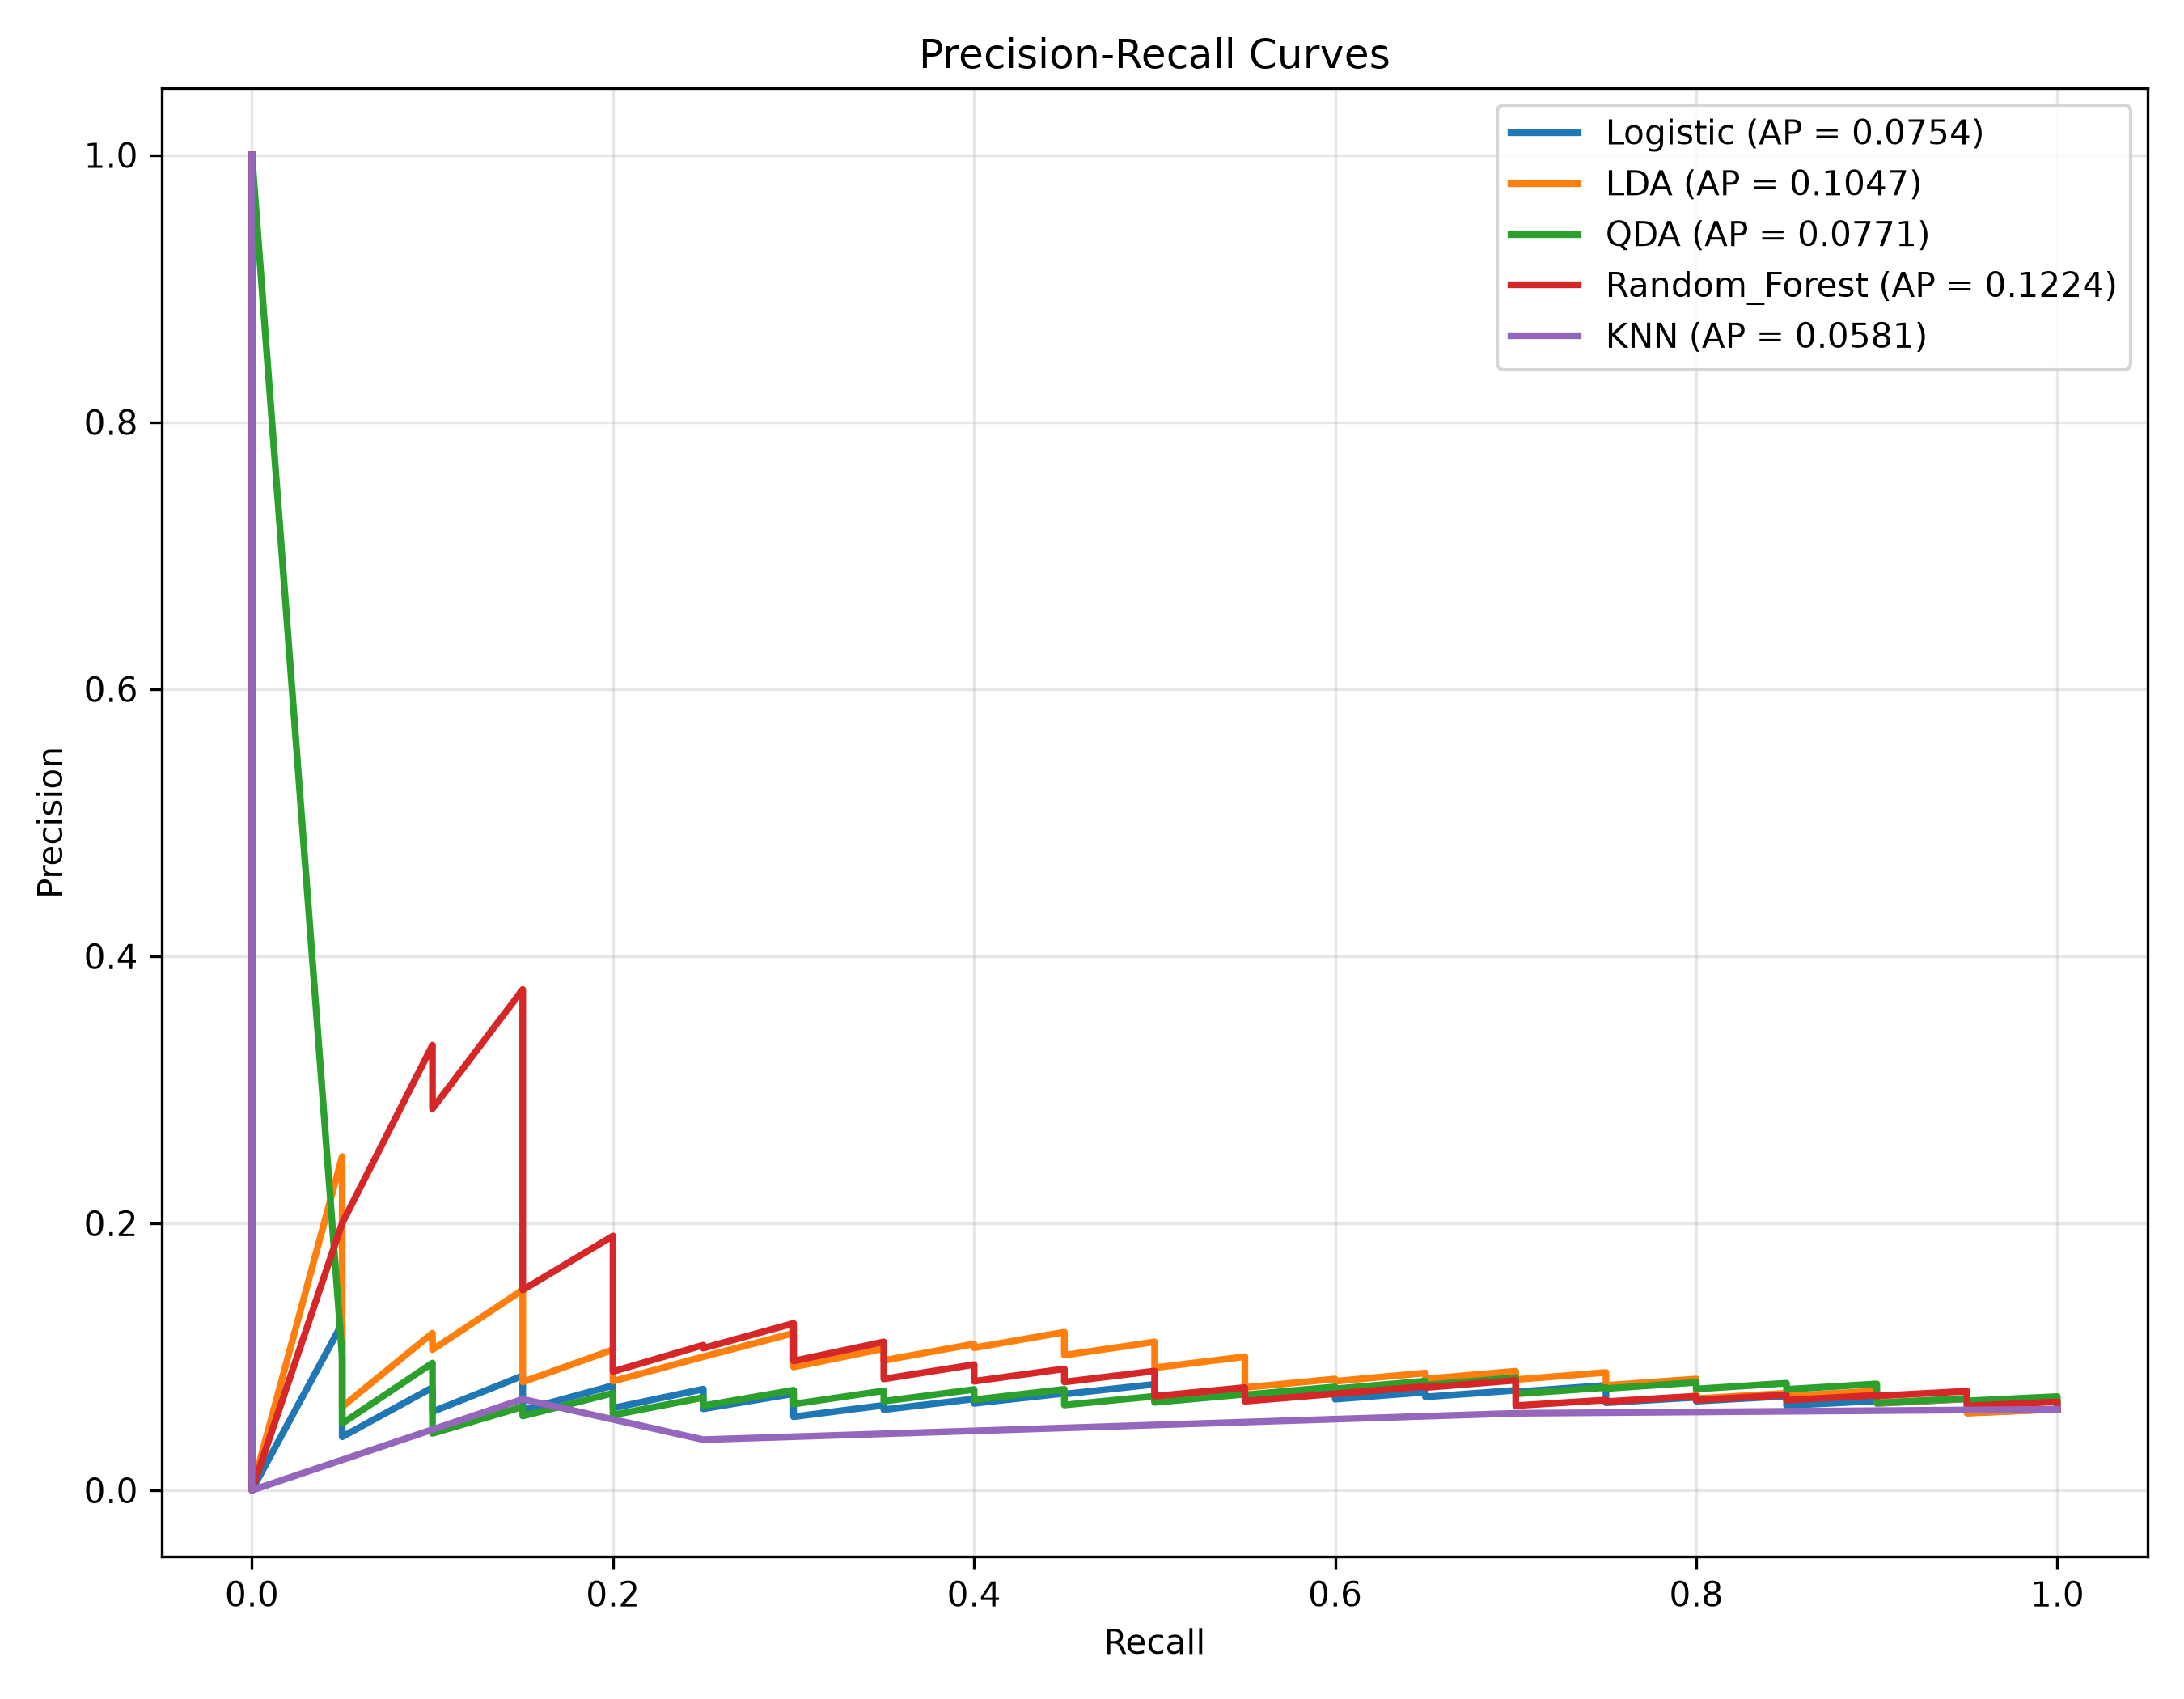 Precision-Recall Curves
Logistic (AP = 0.0754)
LDA (AP = 0.1047)
QDA (AP = 0.0771)
Random_Forest (AP = 0.1224)
KNN (AP = 0.0581)
Precision
1.0
0.8
0.6
0.4
0.2
0.0
0.0 0.2 0.4 0.6 0.8 1.0
Recall